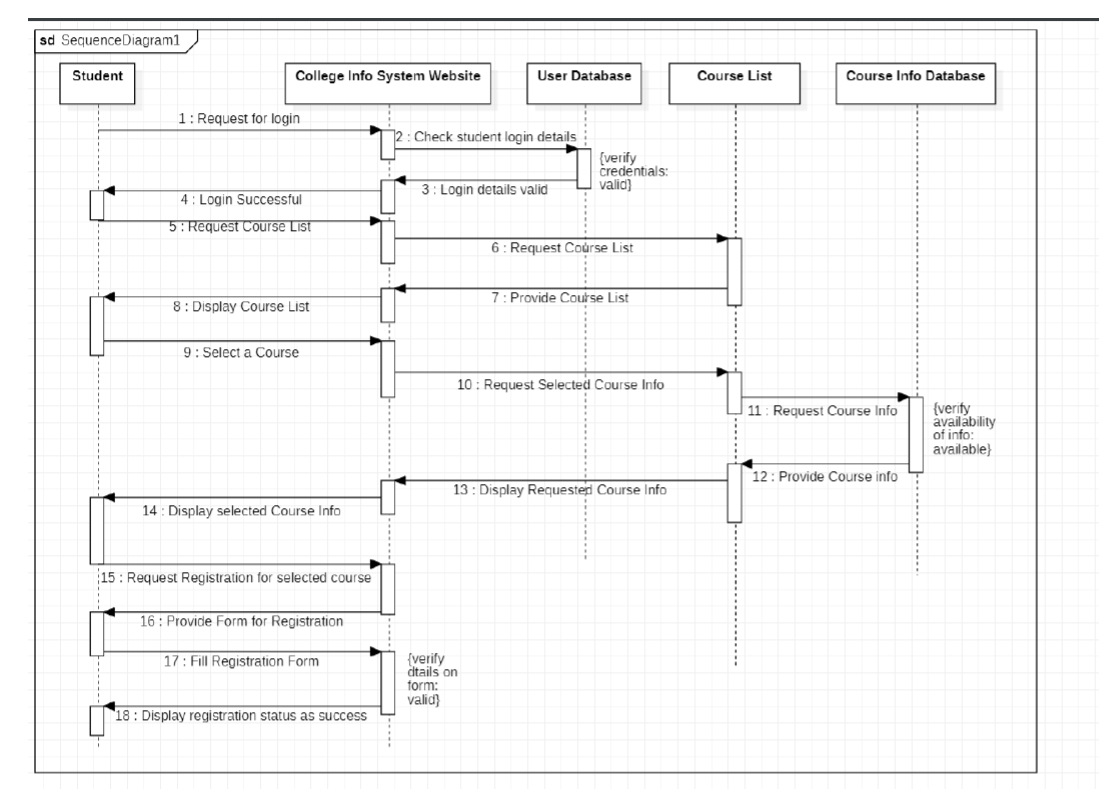 sd SequenceDiagram1
Student
College Info System Website
User Database
Course List
Course Info Database
1 : Request for login
2 : Check student login details
{verify
credentials:
valid}
3 : Login details valid
4 : Login Successful
5 : Request Course List
6 : Request Course List
7 : Provide Course List
8 : Display Course List
9 : Select a Course
10 : Request Selected Course Info
11 : Request Course Info
{verify
availability
of info:
available}
12 : Provide Course info
13 : Display Requested Course Info
14 : Display selected Course Info
15 : Request Registration for selected course
16 : Provide Form for Registration
17 : Fill Registration Form
{verify
dtails on
form:
valid}
18 : Display registration status as success